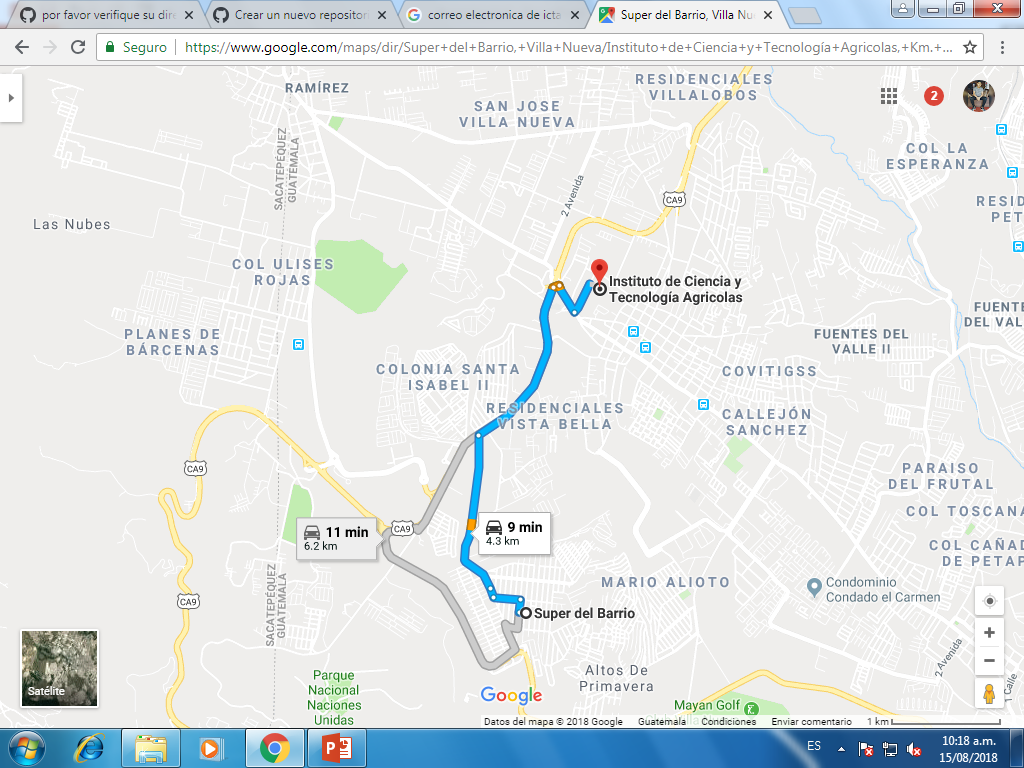 por favor verifique su dire
Crear un nuevo repositori
correo electronica de icta
Super del Barrio, Villa Nu
Seguro
https://www.google.com/maps/dir/Super+del+Barrio,+Villa+Nueva/Instituto+de+Ciencia+y+Tecnología+Agricolas,+Km.+...
RAMÍREZ
RESIDENCIALES
VILLALOBOS
SAN JOSE
VILLA NUEVA
2
COL LA
ESPERANZA
SACATEPÉQUEZ
GUATEMALA
2 Avenida
CA9
RESID
PET
Las Nubes
COL ULISES
ROJAS
Instituto de Ciencia y
Tecnología Agricolas
FUENTE
DEL VAL
PLANES DE
BÁRCENAS
FUENTES DEL
VALLE II
COLONIA SANTA
ISABEL II
COVITIGSS
RESIDENCIALES
VISTA BELLA
CALLEJÓN
SANCHEZ
CA9
PARAISO
DEL FRUTAL
COL TOSCANA
11 min
6.2 km
CA9
9 min
4.3 km
COL CAÑAD
DE PETAP
SACATEPÉQUEZ
GUATEMALA
CA9
MARIO ALIOTO
Condominio
Condado el Carmen
Super del Barrio
2 Avenida
Calle
Satélite
Parque
Nacional
Naciones
Unidas
Altos De
Primavera
Google
Mayan Golf
Datos del mapa © 2018 Google
Guatemala
Condiciones
Enviar comentario
1 km
ES
10:18 a.m.
15/08/2018